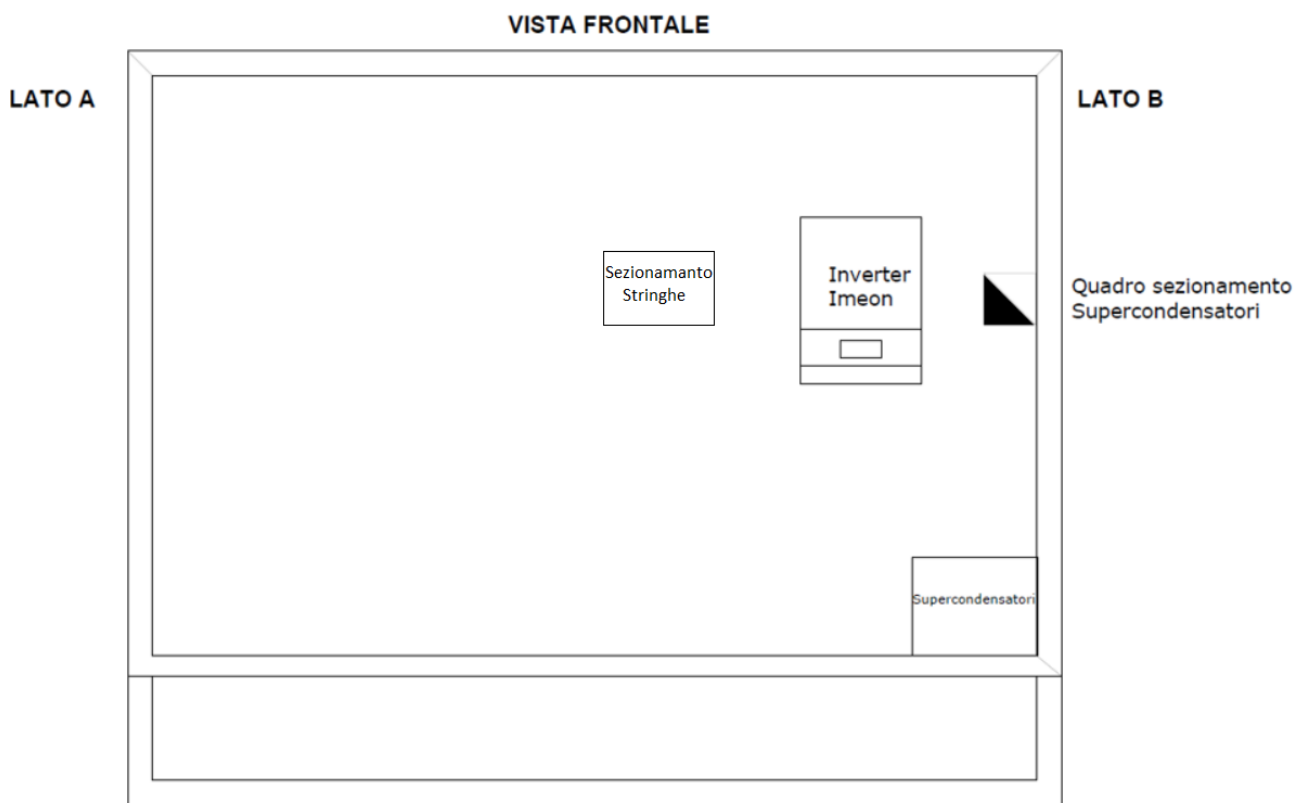 VISTA FRONTALE
LATO A
LATO B
Sezionamanto
Stringhe
Inverter
Imeon
Quadro sezionamento
Supercondensatori
Supercondensatori